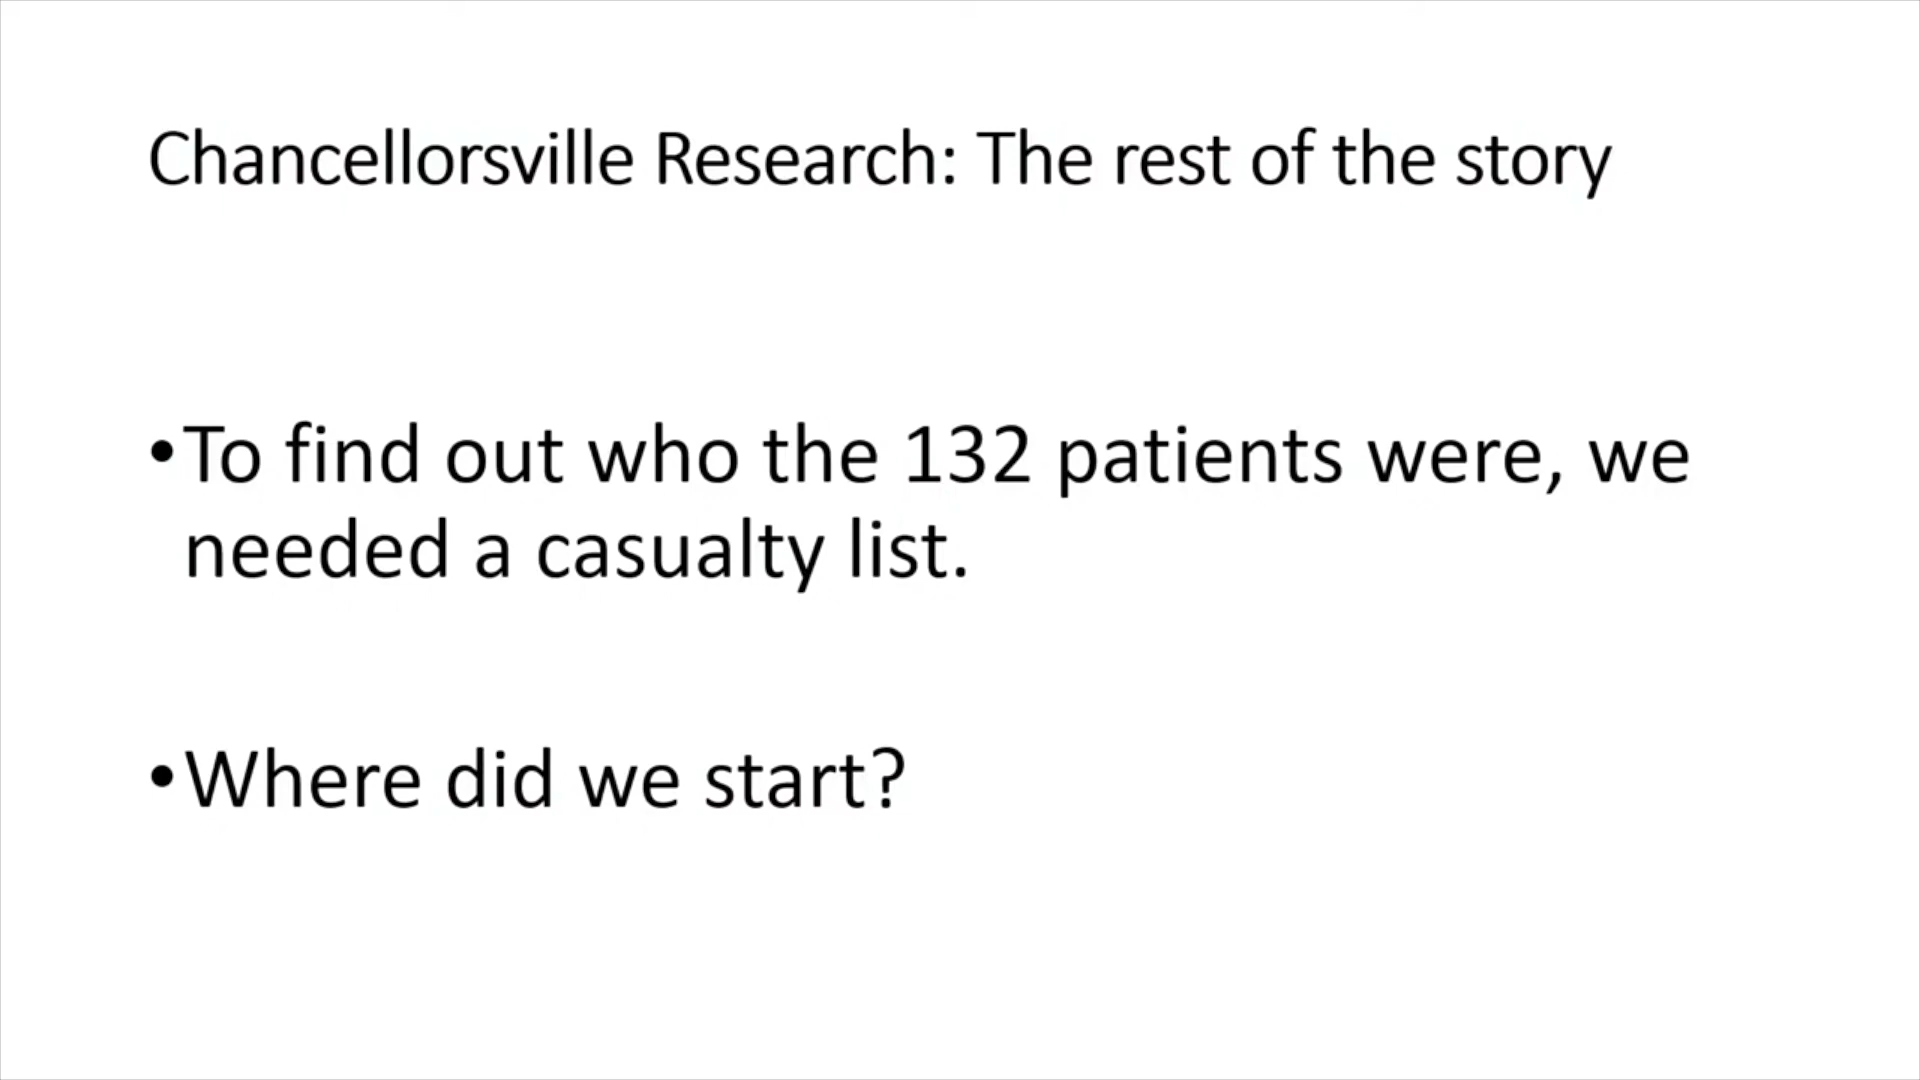 Chancellorsville Research: The rest of the story
•To find out who the 132 patients were, we
needed a casualty list.
•Where did we start?